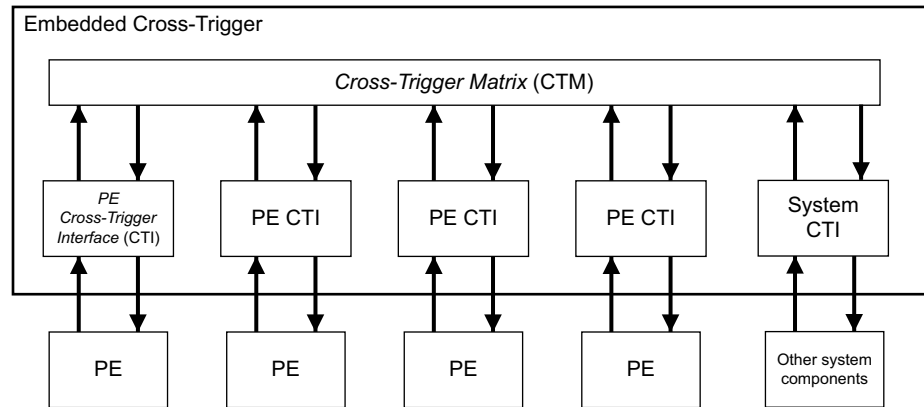 Embedded Cross-Trigger
Cross-Trigger Matrix (CTM)
PE
Cross-Trigger
Interface (CTI)
PE CTI
PE CTI
PE CTI
System
CTI
PE
PE
PE
PE
Other system
components